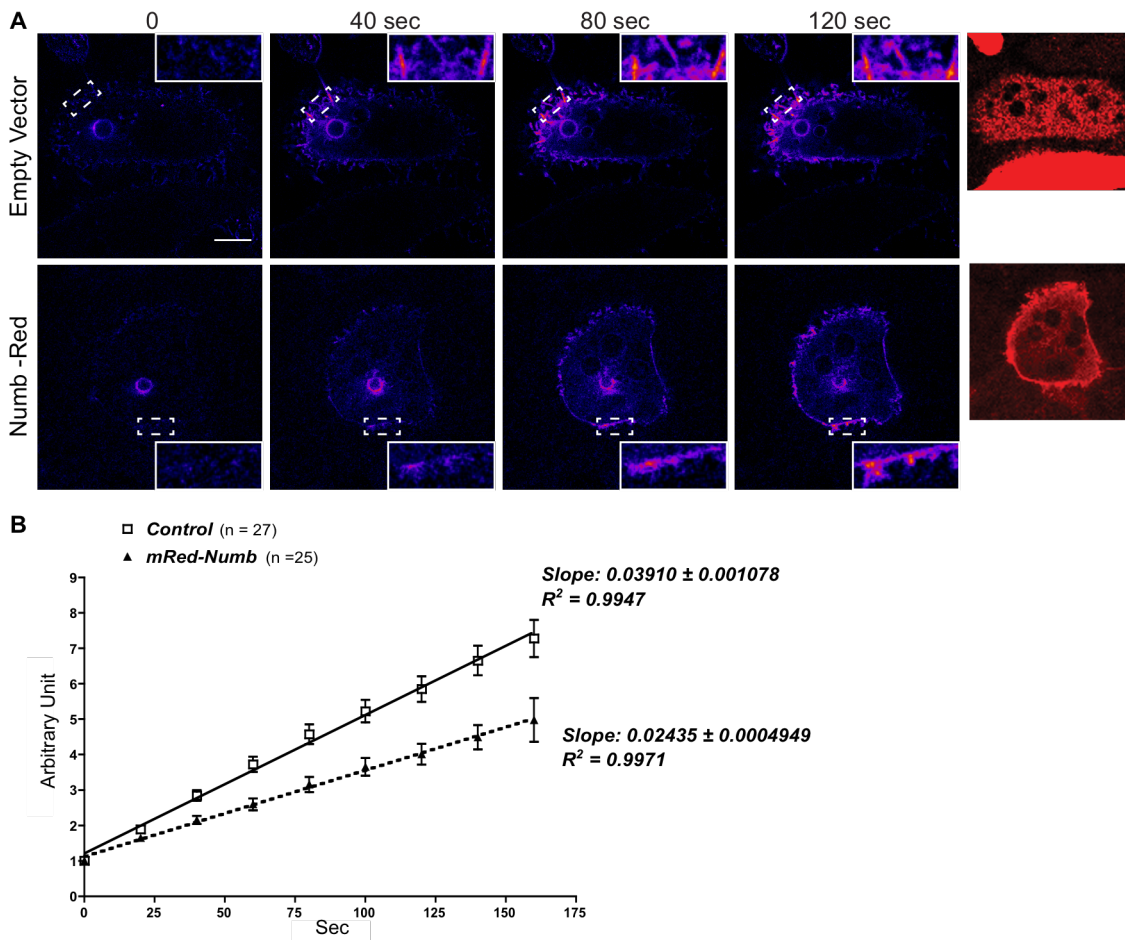 A
0 40 sec 80 sec 120 sec
Empty Vector
Numb -Red
B
Control (n = 27)
mRed-Numb (n =25)
Slope: 0.03910 ± 0.001078
R² = 0.9947
Slope: 0.02435 ± 0.0004949
R² = 0.9971
Arbitrary Unit
9
8
7
6
5
4
3
2
1
0
0 25 50 75 100 125 150 175
Sec